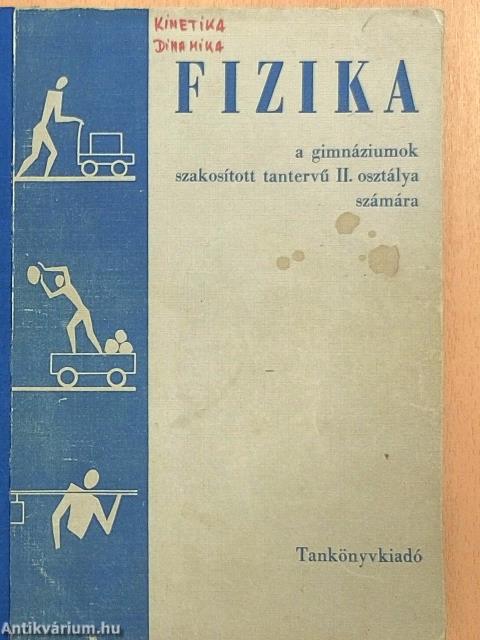 KINETIKA
DINAMIKA
FIZIKA
a gimnáziumok
szakosított tantervű II. osztálya
számára
Tankönyvkiadó
Antikvárium.hu